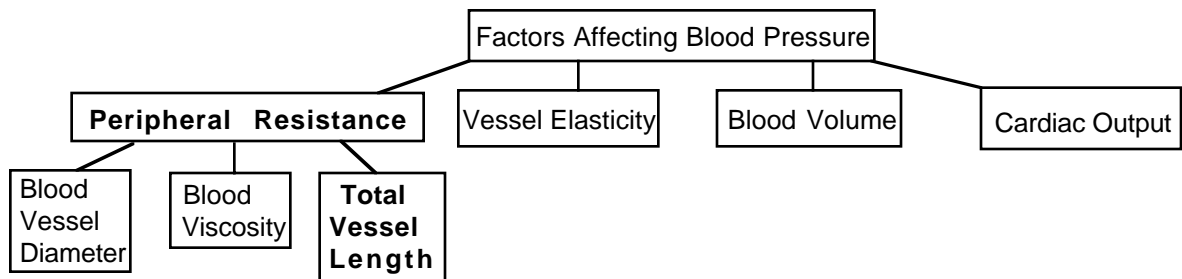 Factors Affecting Blood Pressure
Peripheral Resistance
Vessel Elasticity
Blood Volume
Cardiac Output
Blood
Vessel
Diameter
Blood
Viscosity
Total
Vessel
Length